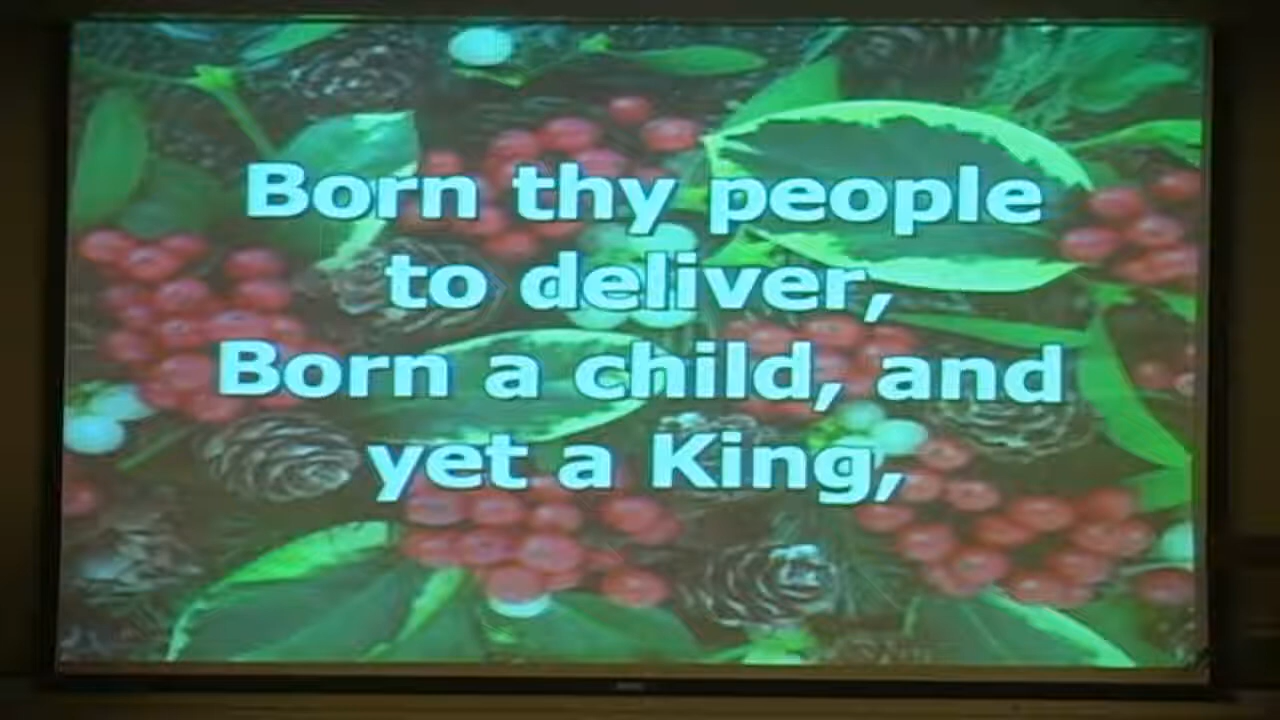 Born thy people
to deliver,
Born a child, and
yet a King,